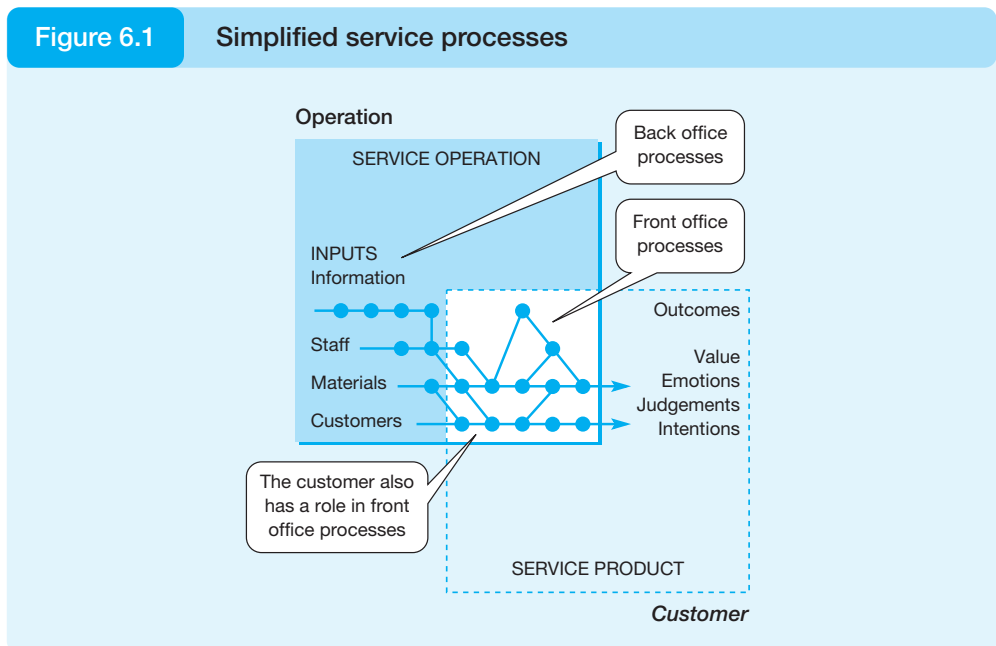 Figure 6.1
Simplified service processes
Operation
SERVICE OPERATION
Back office
processes
Front office
processes
INPUTS
Information
Staff
Materials
Customers
Outcomes
Value
Emotions
Judgements
Intentions
The customer also
has a role in front
office processes
SERVICE PRODUCT
Customer